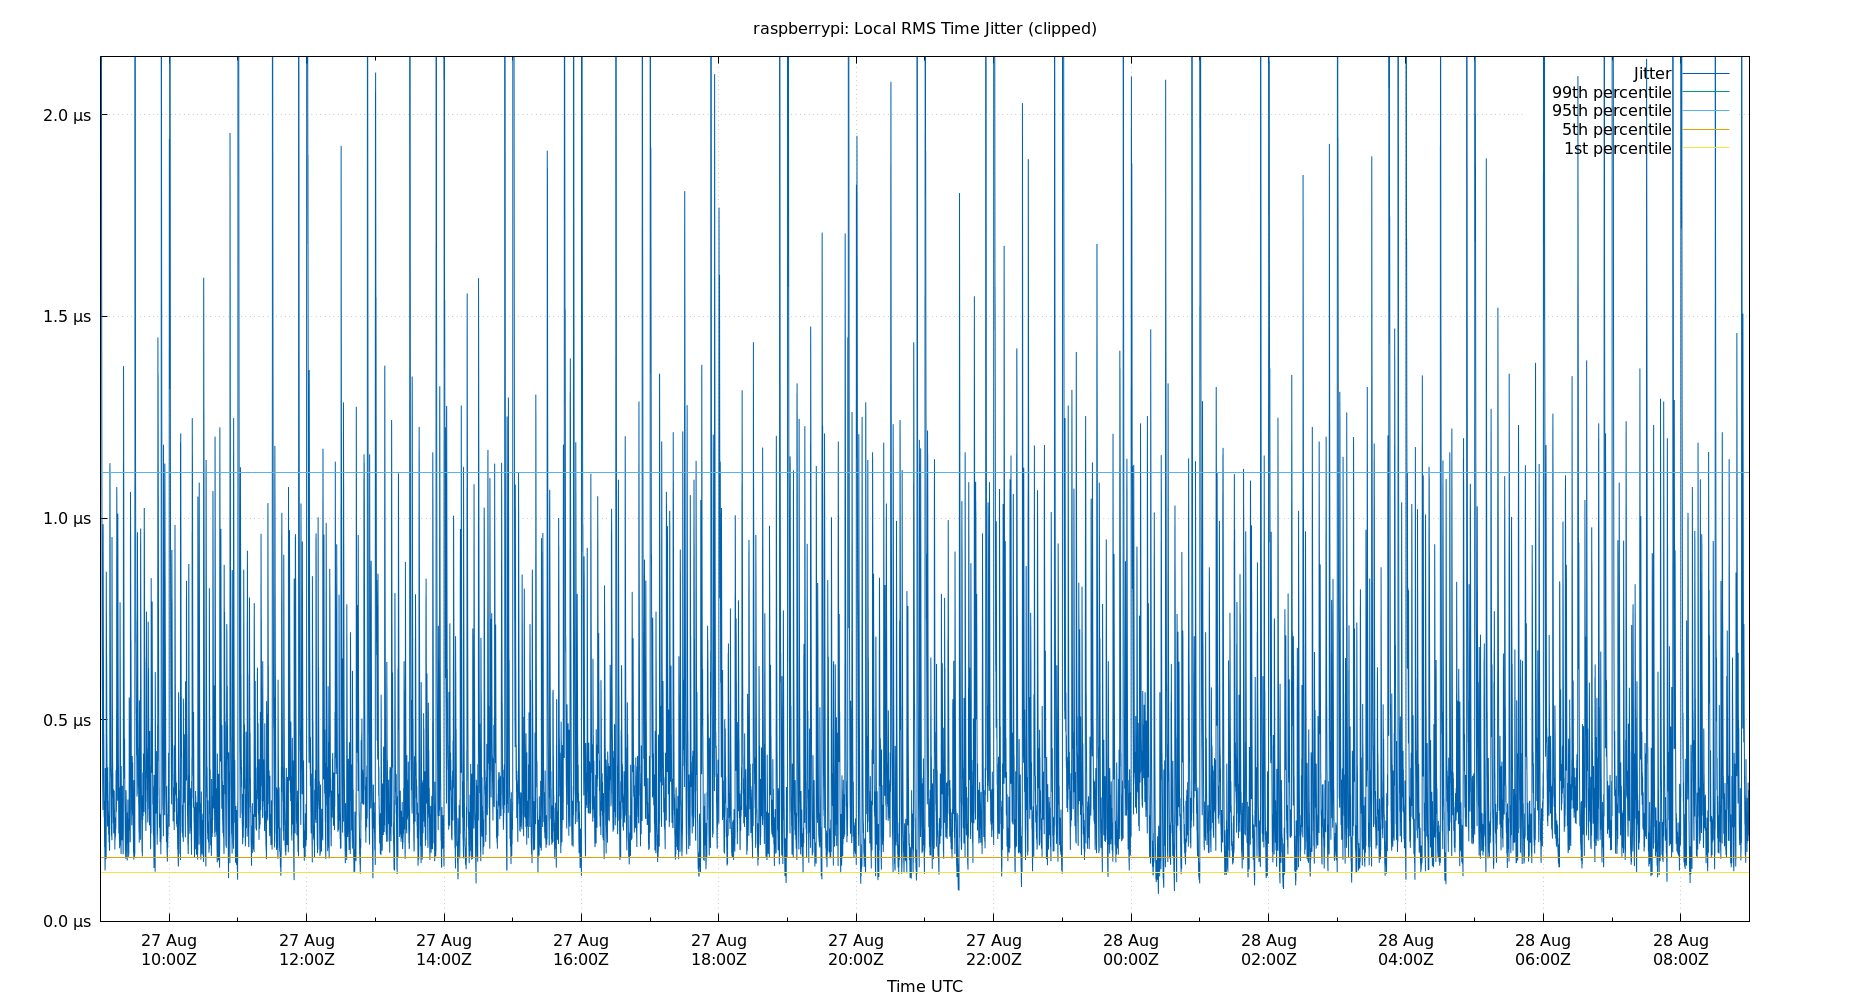 raspberrypi: Local RMS Time Jitter (clipped)
Jitter
99th percentile
95th percentile
5th percentile
1st percentile
2.0 µs
1.5 µs
1.0 µs
0.5 µs
0.0 µs
27 Aug 27 Aug 27 Aug 27 Aug 27 Aug 27 Aug 27 Aug 28 Aug 28 Aug 28 Aug 28 Aug 28 Aug
10:00Z 12:00Z 14:00Z 16:00Z 18:00Z 20:00Z 22:00Z 00:00Z 02:00Z 04:00Z 06:00Z 08:00Z
Time UTC